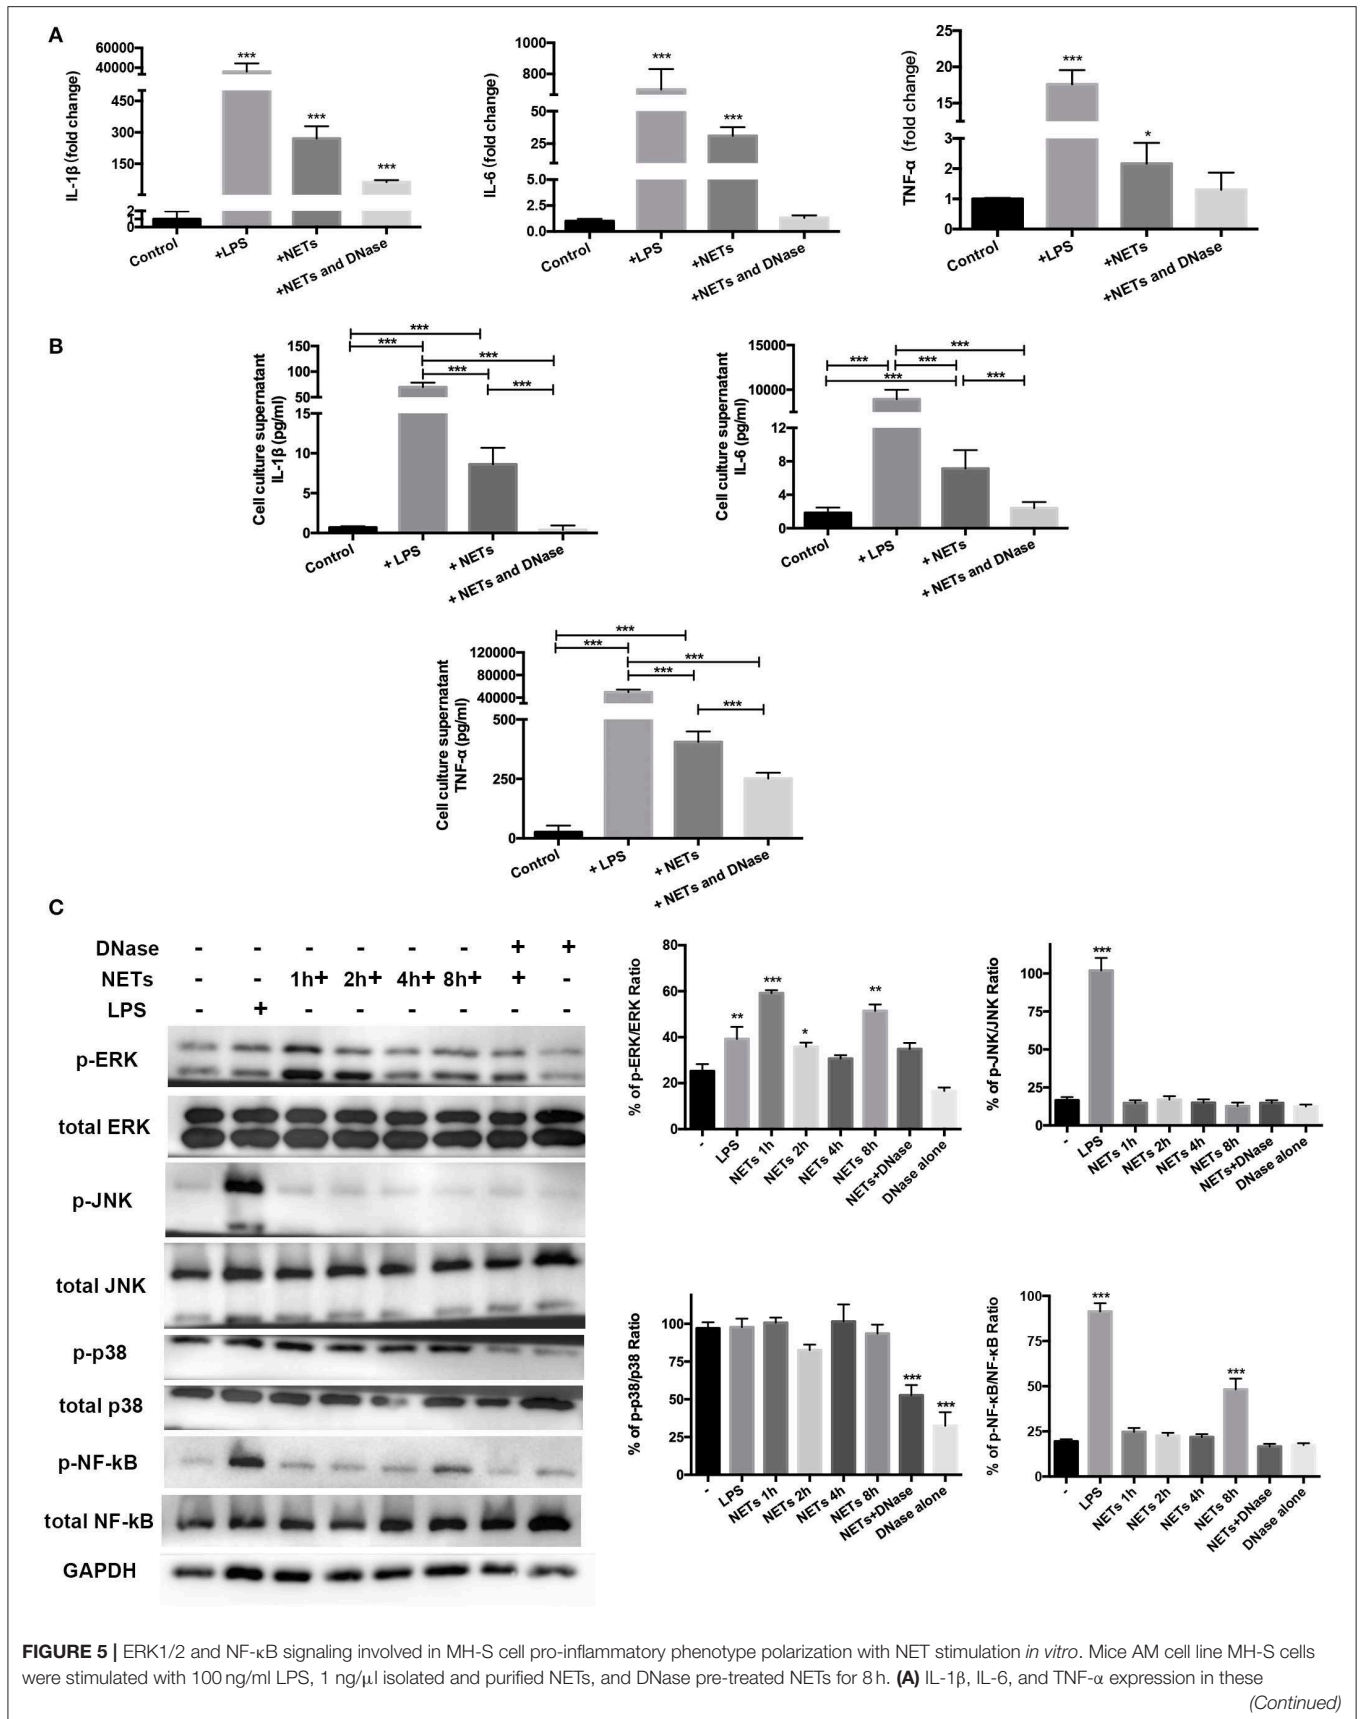 A
IL-1β (fold change)
60000
40000
450
300
150
2
1
0
***
***
***
Control
+LPS
+NETs
+NETs and DNase
IL-6 (fold change)
1000
800
600
50
25
5.0
2.5
0.0
***
***
Control
+LPS
+NETs
+NETs and DNase
TNF-α (fold change)
25
20
15
3
2
1
0
***
*
Control
+LPS
+NETs
+NETs and DNase
B
Cell culture supernatant
IL-1β (pg/ml)
150
100
50
15
10
5
0
***
***
***
***
***
Control
+ LPS
+ NETs
+ NETs and DNase
Cell culture supernatant
IL-6 (pg/ml)
15000
10000
12
8
4
0
***
*** ***
*** ***
Control
+ LPS
+ NETs
+ NETs and DNase
Cell culture supernatant
TNF-α (pg/ml)
120000
80000
40000
500
250
0
***
***
***
***
***
Control
+ LPS
+ NETs
+ NETs and DNase
C
DNase - - - - - - + +
NETs - - 1h+ 2h+ 4h+ 8h+ + -
LPS - + - - - - - -
p-ERK
total ERK
p-JNK
total JNK
p-p38
total p38
p-NF-kB
total NF-kB
GAPDH
% of p-ERK/ERK Ratio
80
60
40
20
0
**
***
*
**
-
LPS
NETs 1h
NETs 2h
NETs 4h
NETs 8h
NETs+DNase
DNase alone
% of p-JNK/JNK Ratio
100
75
50
25
0
***
-
LPS
NETs 1h
NETs 2h
NETs 4h
NETs 8h
NETs+DNase
DNase alone
% of p-p38/p38 Ratio
100
75
50
25
0
***
***
-
LPS
NETs 1h
NETs 2h
NETs 4h
NETs 8h
NETs+DNase
DNase alone
% of p-NF-κB/NF-κB Ratio
100
75
50
25
0
***
***
-
LPS
NETs 1h
NETs 2h
NETs 4h
NETs 8h
NETs+DNase
DNase alone
FIGURE 5 | ERK1/2 and NF-κB signaling involved in MH-S cell pro-inflammatory phenotype polarization with NET stimulation in vitro. Mice AM cell line MH-S cells
were stimulated with 100 ng/ml LPS, 1 ng/μl isolated and purified NETs, and DNase pre-treated NETs for 8 h. (A) IL-1β, IL-6, and TNF-α expression in these
(Continued)